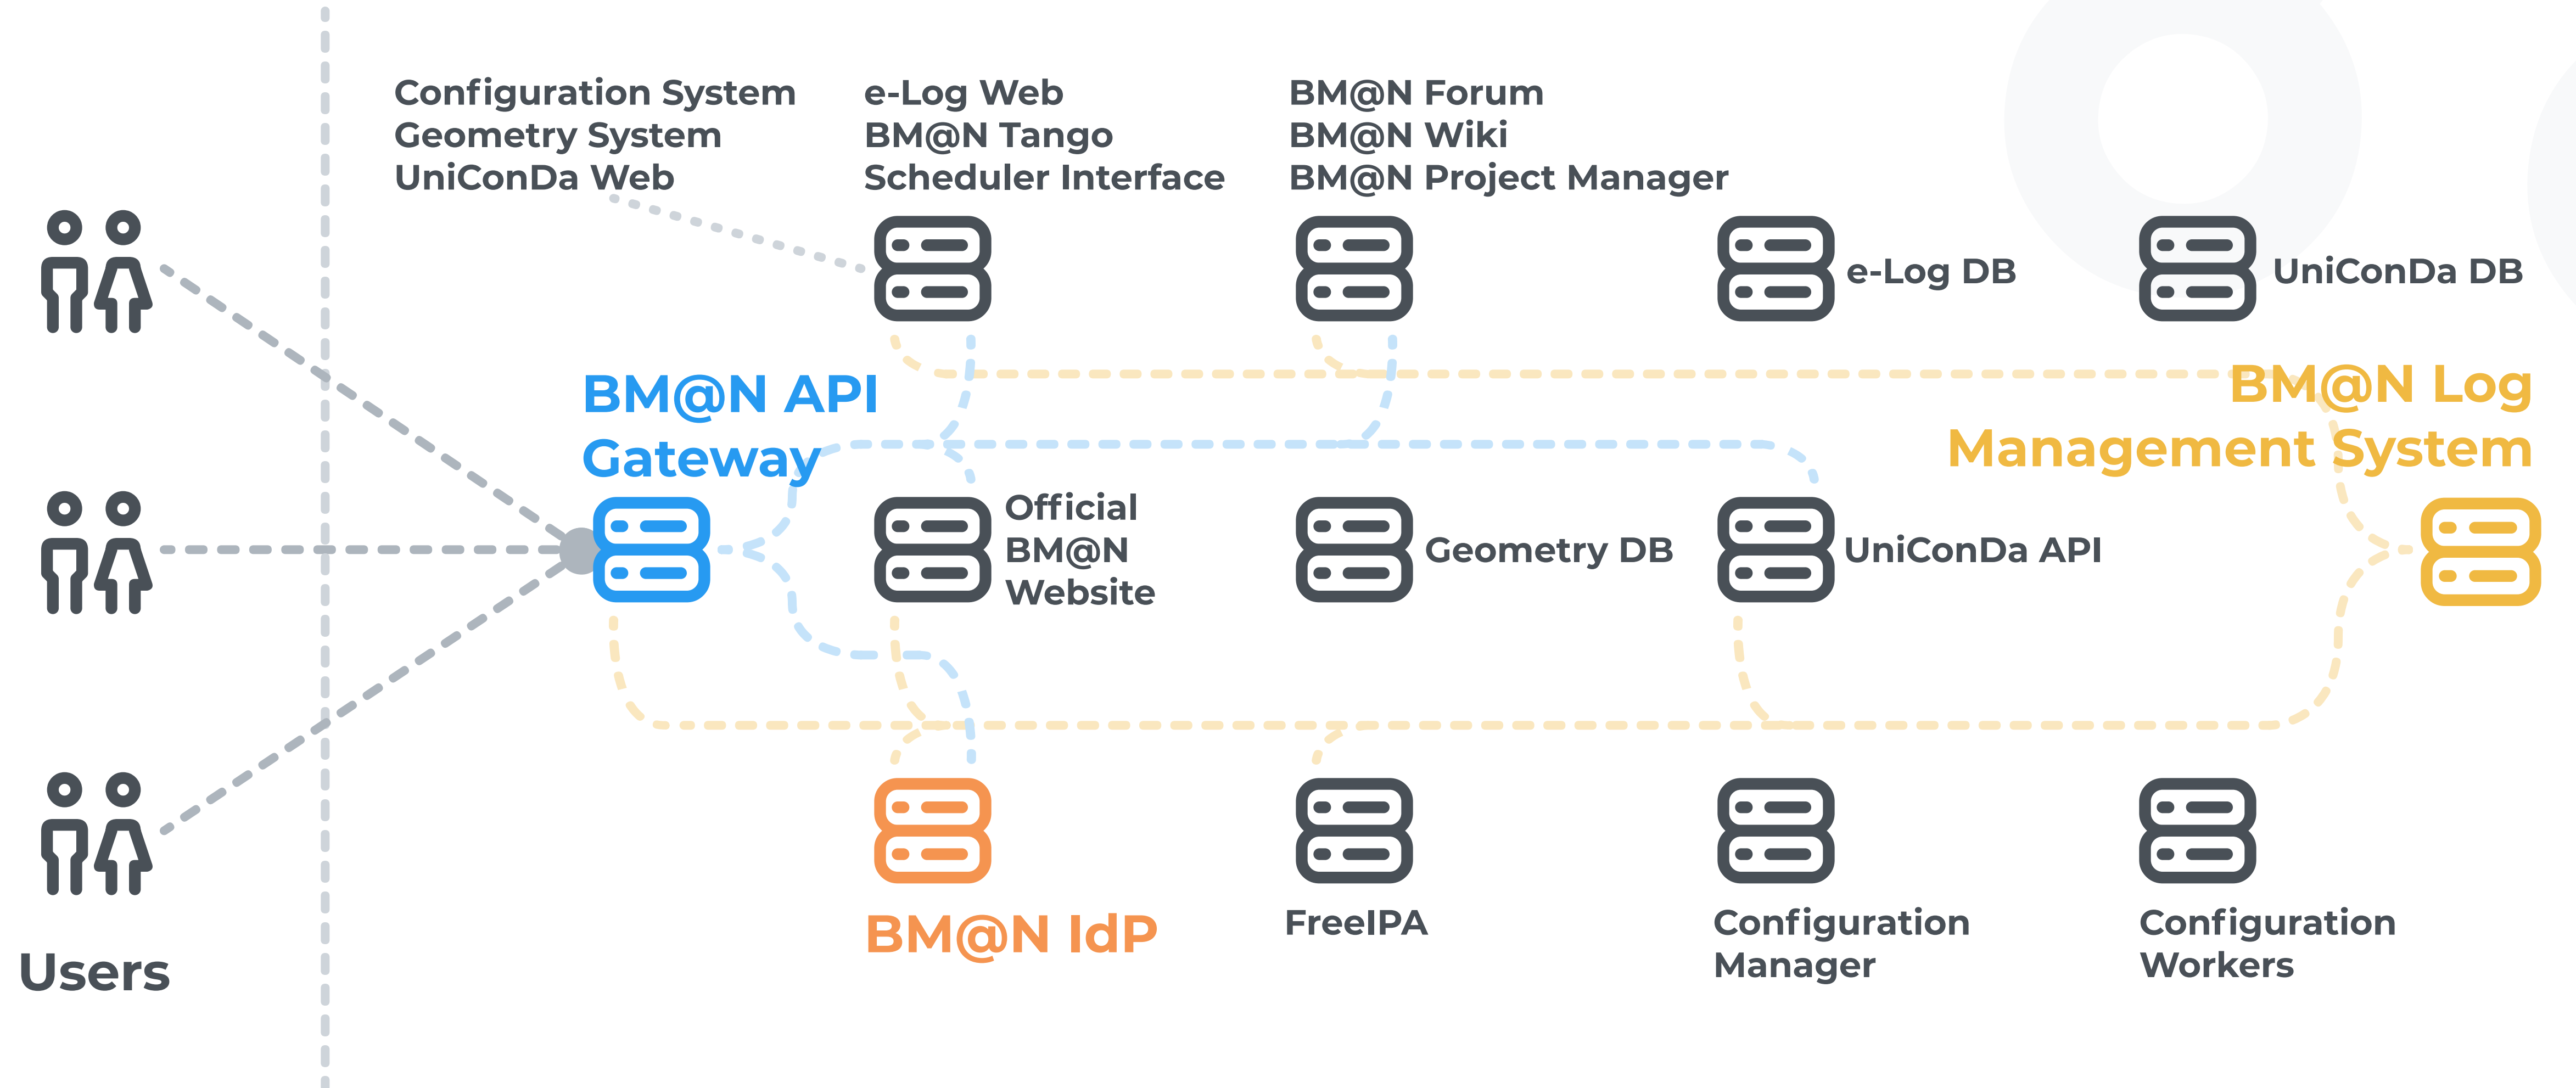 Configuration System
Geometry System
UniConDa Web
e-Log Web
BM@N Tango
Scheduler Interface
BM@N Forum
BM@N Wiki
BM@N Project Manager
e-Log DB
UniConDa DB
BM@N API
Gateway
BM@N Log
Management System
Official
BM@N
Website
Geometry DB
UniConDa API
Users
BM@N IdP
FreeIPA
Configuration
Manager
Configuration
Workers